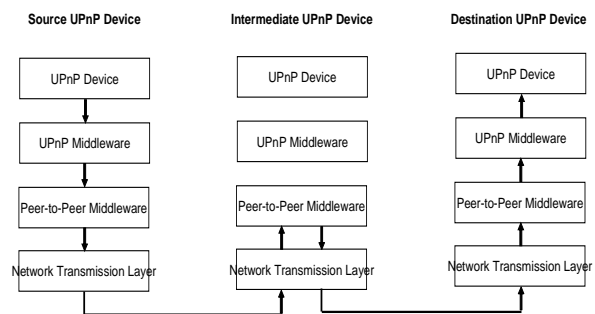 Source UPnP Device
Intermediate UPnP Device
Destination UPnP Device
UPnP Device
UPnP Device
UPnP Device
UPnP Middleware
UPnP Middleware
UPnP Middleware
Peer-to-Peer Middleware
Peer-to-Peer Middleware
Peer-to-Peer Middleware
Network Transmission Layer
Network Transmission Layer
Network Transmission Layer